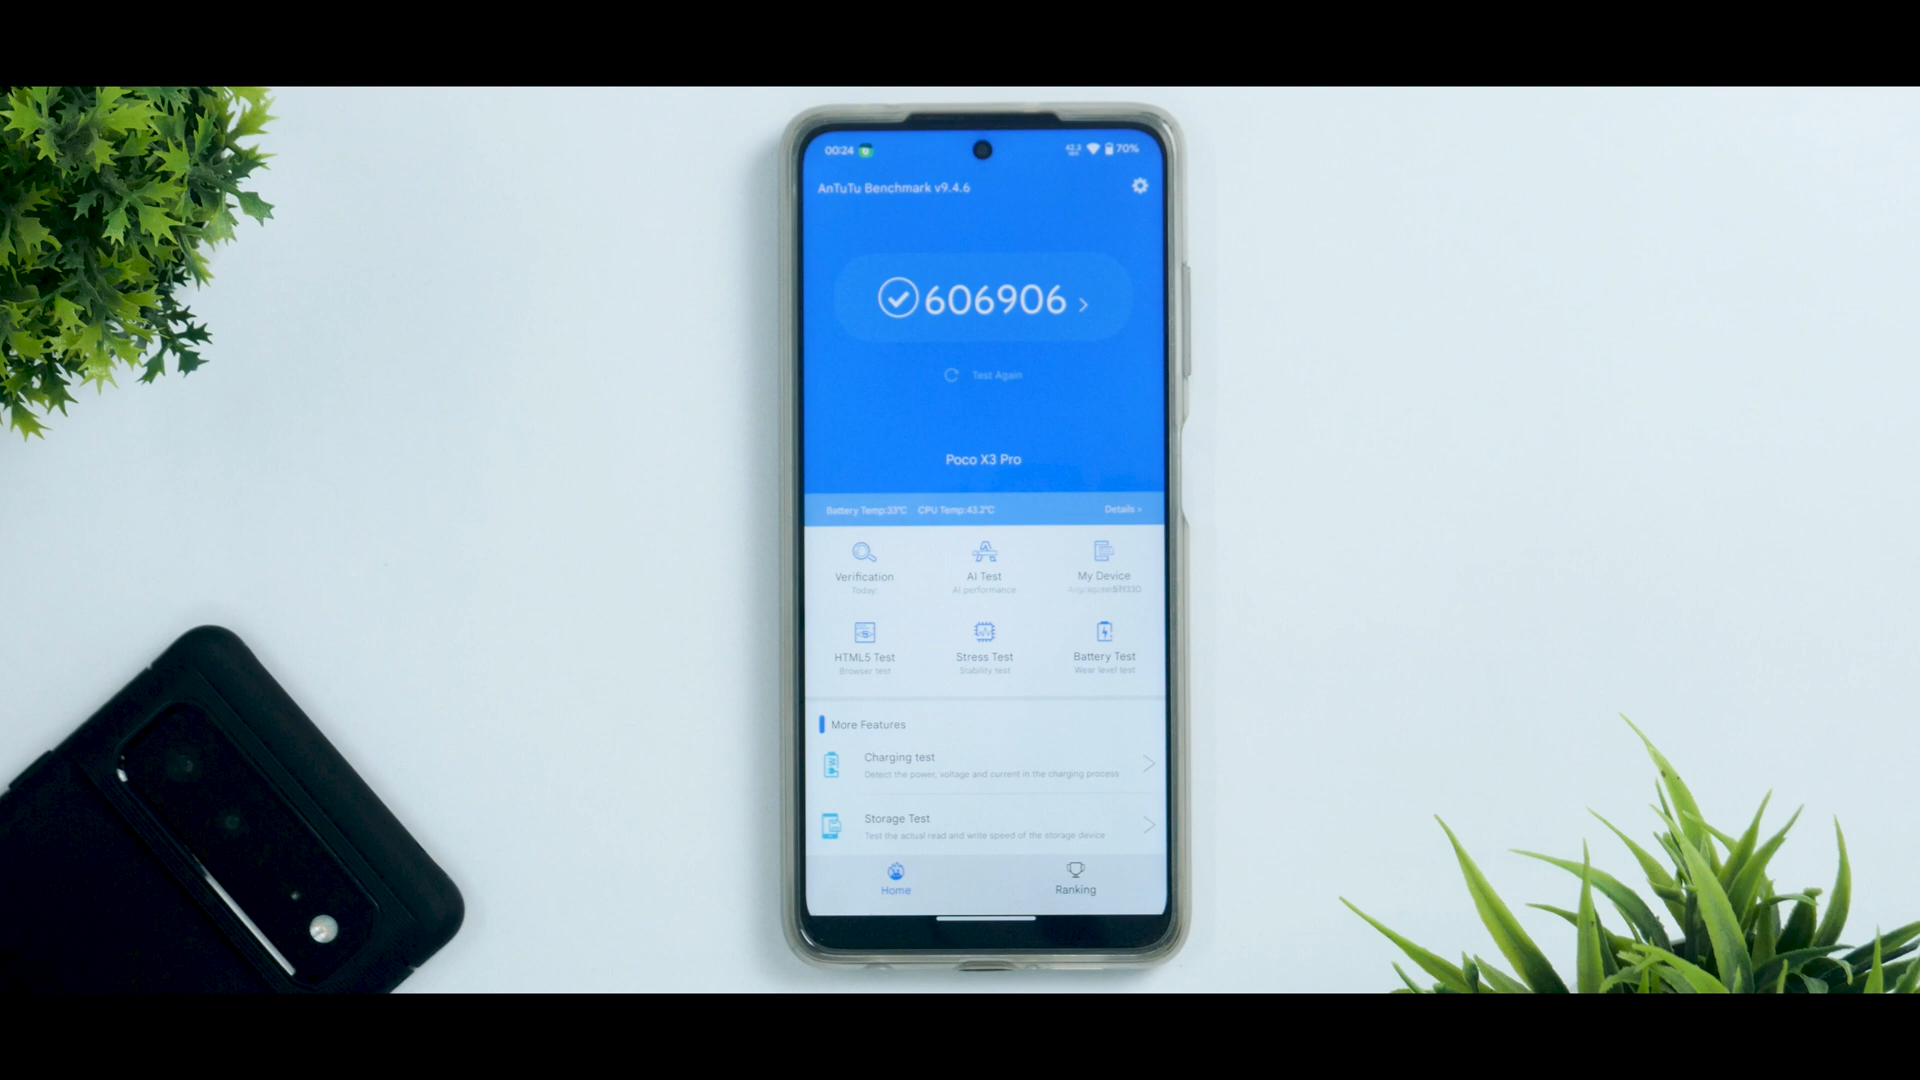 00:24 70%
AnTuTu Benchmark v9.4.6
606906
Test Again
Poco X3 Pro
Battery Temp:33°C CPU Temp:43.2°C Details
Verification AI Test My Device
Today: AI performance
HTML5 Test Stress Test Battery Test
Browser test Stability test Wear level test
More Features
Charging test
Detect the power, voltage and current in the charging process
Storage Test
Test the actual read and write speed of the storage device
Home Ranking